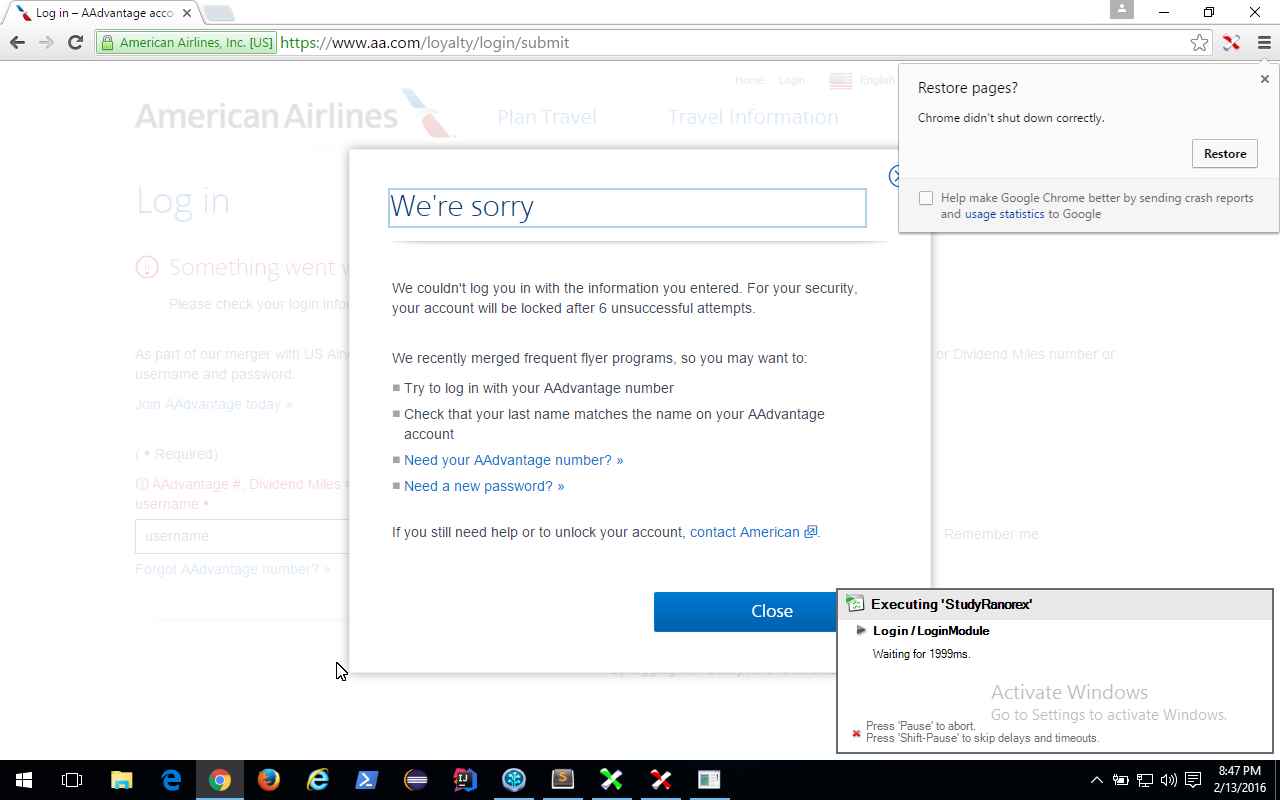 Log in – AAdvantage acco
American Airlines, Inc. [US]
https://www.aa.com/loyalty/login/submit
Restore pages?
Chrome didn't shut down correctly.
Restore
Help make Google Chrome better by sending crash reports
and usage statistics to Google
Home
Login
English
American Airlines
Plan Travel
Travel Information
Log in
Something went w
Please check your login info
As part of our merger with US Air
or Dividend Miles number or
username and password.
Join AAdvantage today »
( • Required)
AAdvantage #, Dividend Miles
username •
username
Remember me
Forgot AAdvantage number? »
We're sorry
We couldn't log you in with the information you entered. For your security,
your account will be locked after 6 unsuccessful attempts.
We recently merged frequent flyer programs, so you may want to:
Try to log in with your AAdvantage number
Check that your last name matches the name on your AAdvantage
account
Need your AAdvantage number? »
Need a new password? »
If you still need help or to unlock your account, contact American.
Close
Executing 'StudyRanorex'
Login / LoginModule
Waiting for 1999ms.
Activate Windows
Go to Settings to activate Windows.
Press 'Pause' to abort.
Press 'Shift-Pause' to skip delays and timeouts.
8:47 PM
2/13/2016